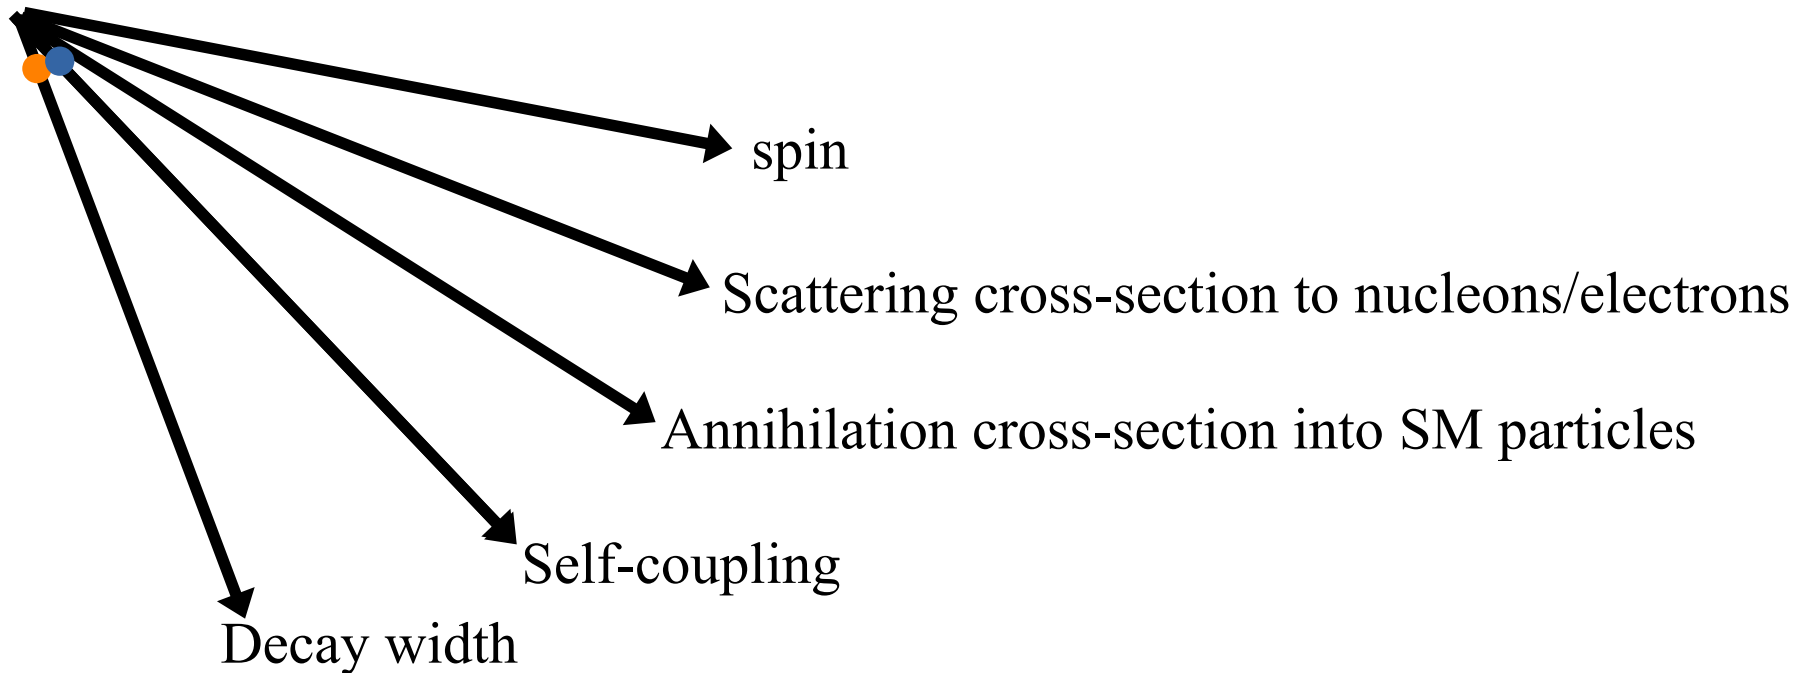 spin
Scattering cross-section to nucleons/electrons
Annihilation cross-section into SM particles
Self-coupling
Decay width